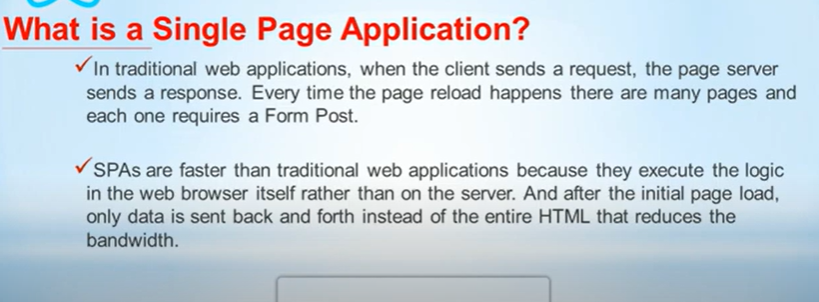 What is a Single Page Application?
✓In traditional web applications, when the client sends a request, the page server
sends a response. Every time the page reload happens there are many pages and
each one requires a Form Post.
✓SPAs are faster than traditional web applications because they execute the logic
in the web browser itself rather than on the server. And after the initial page load,
only data is sent back and forth instead of the entire HTML that reduces the
bandwidth.